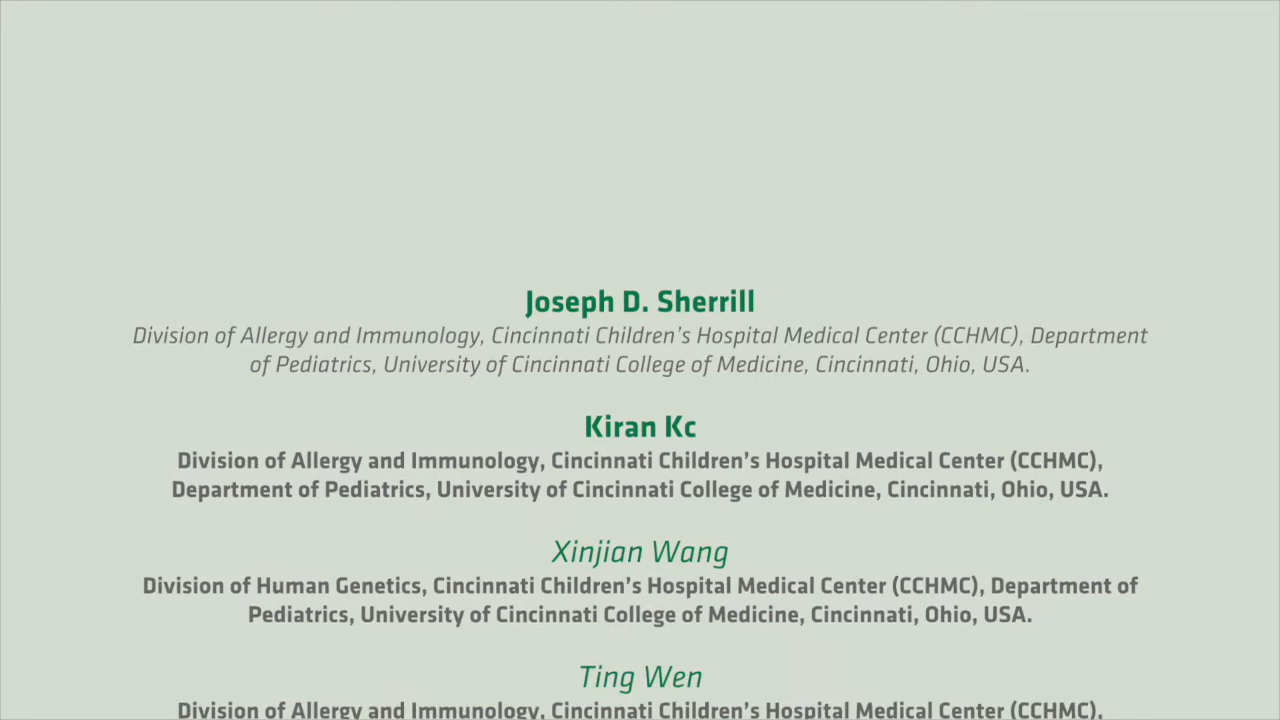 Joseph D. Sherrill
Division of Allergy and Immunology, Cincinnati Children's Hospital Medical Center (CCHMC), Department
of Pediatrics, University of Cincinnati College of Medicine, Cincinnati, Ohio, USA.
Kiran Kc
Division of Allergy and Immunology, Cincinnati Children's Hospital Medical Center (CCHMC),
Department of Pediatrics, University of Cincinnati College of Medicine, Cincinnati, Ohio, USA.
Xinjian Wang
Division of Human Genetics, Cincinnati Children's Hospital Medical Center (CCHMC), Department of
Pediatrics, University of Cincinnati College of Medicine, Cincinnati, Ohio, USA.
Ting Wen
Division of Allergy and Immunology, Cincinnati Children's Hospital Medical Center (CCHMC),